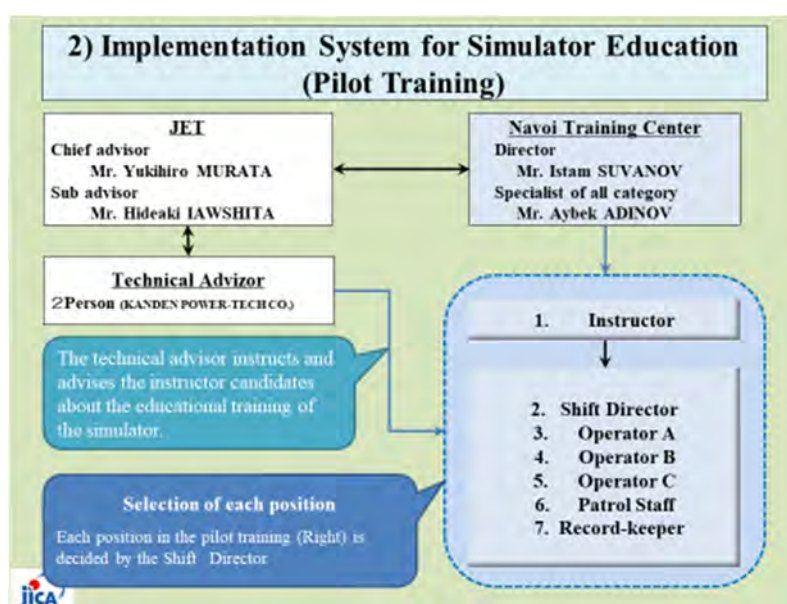 2) Implementation System for Simulator Education
(Pilot Training)
JET
Chief advisor
Mr. Yukihiro MURATA
Sub advisor
Mr. Hideaki IAWSHITA
Navoi Training Center
Director
Mr. Istam SUVANOV
Specialist of all category
Mr. Aybek ADINOV
Technical Advizor
2Person (KANDEN POWER-TECH CO.)
The technical advisor instructs and
advises the instructor candidates
about the educational training of
the simulator.
Selection of each position
Each position in the pilot training (Right) is
decided by the Shift Director
1. Instructor
2. Shift Director
3. Operator A
4. Operator B
5. Operator C
6. Patrol Staff
7. Record-keeper
jICA